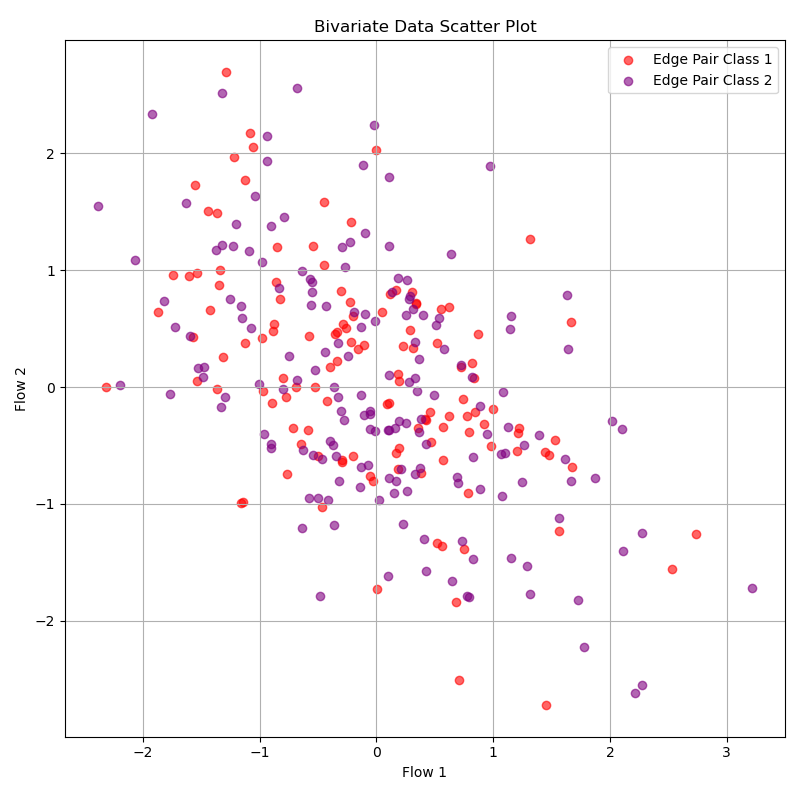 Bivariate Data Scatter Plot
Edge Pair Class 1
Edge Pair Class 2
2
1
0
−1
−2
Flow 2
−2 −1 0 1 2 3
Flow 1